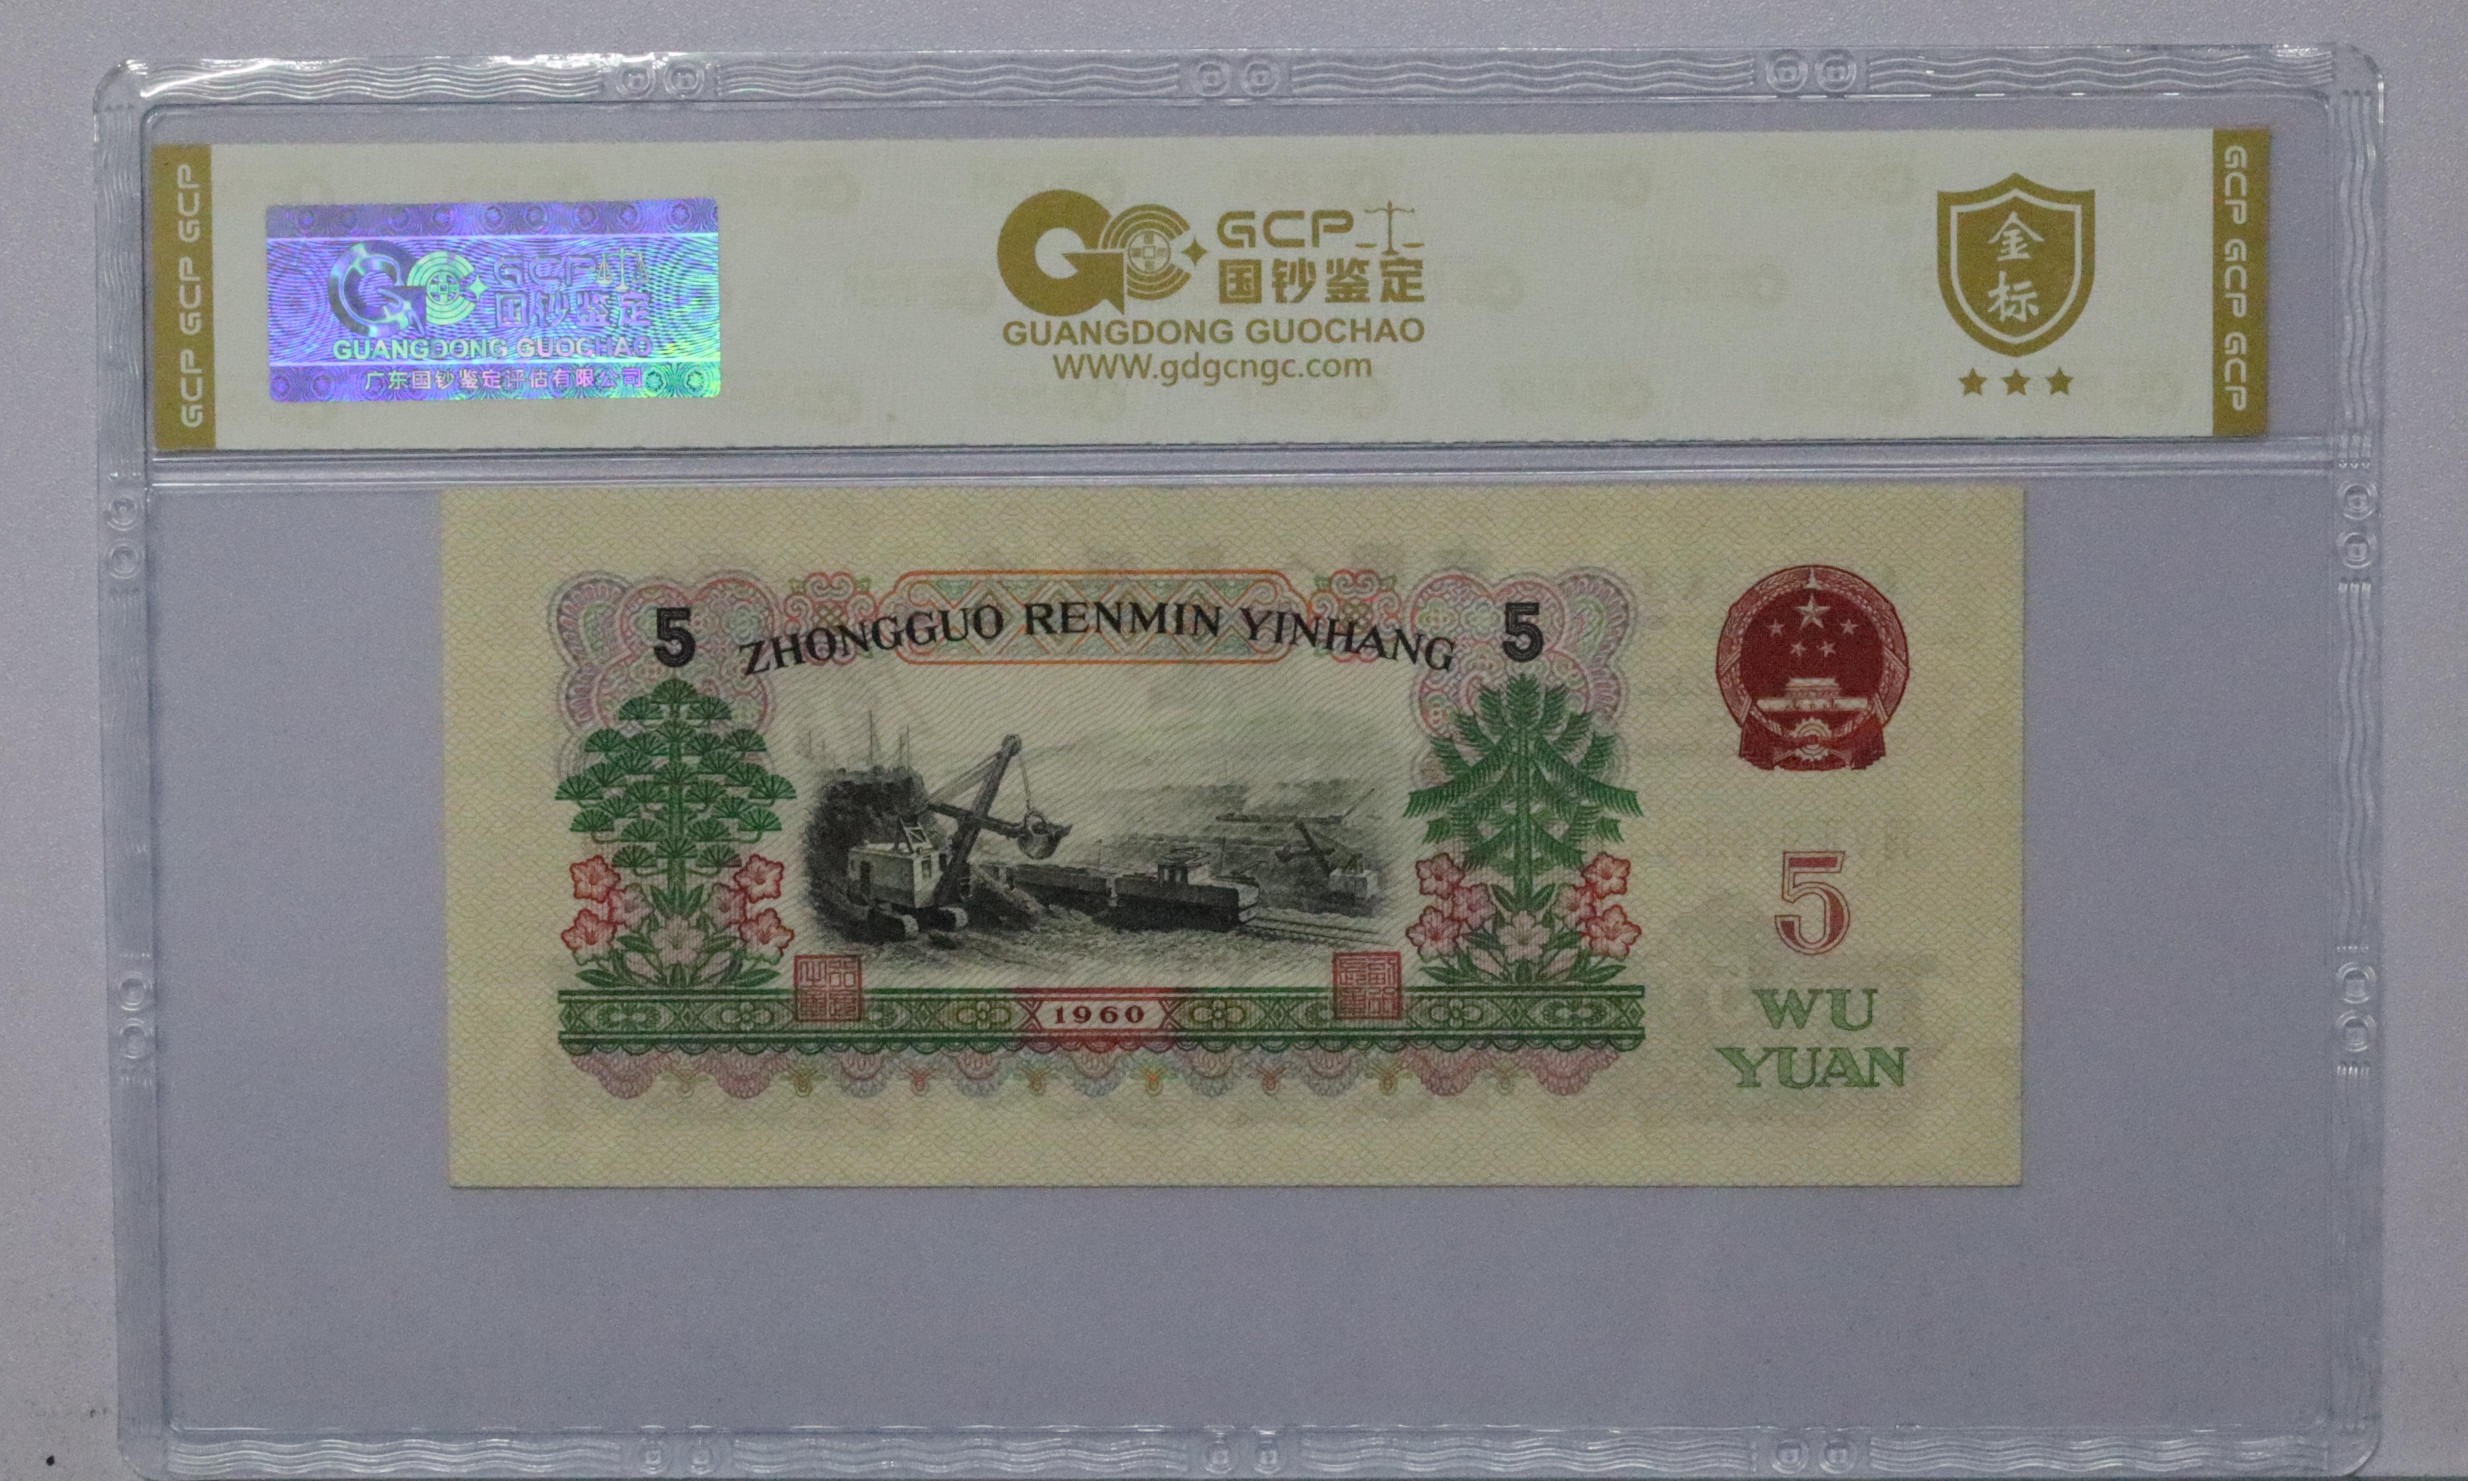 GCP GCP GCP
GCP
国钞鉴定
GUANGDONG GUOCHAO
广东国钞鉴定评估有限公司
GCP
国钞鉴定
GUANGDONG GUOCHAO
WWW.gdgcngc.com
金
标
GCP GCP GCP
5 ZHONGGUO RENMIN YINHANG 5
1960
5
WU
YUAN